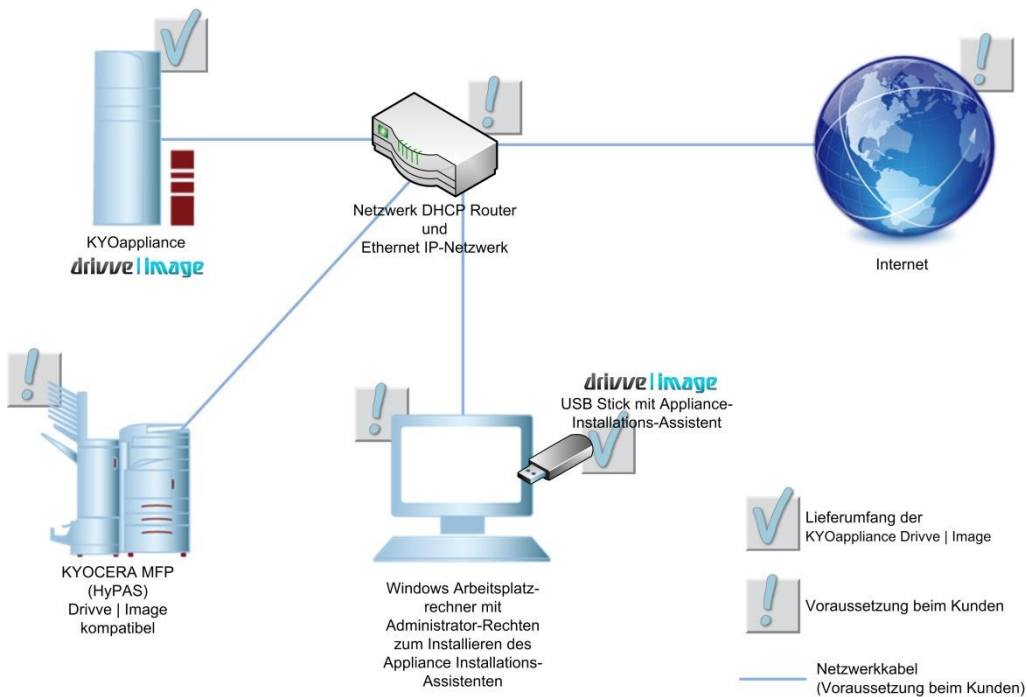 KYOappliance
drivve | image
Netzwerk DHCP Router
und
Ethernet IP-Netzwerk
Internet
KYOCERA MFP
(HyPAS)
Drivve | Image
kompatibel
drivve | image
USB Stick mit Appliance-
Installations-Assistent
Windows Arbeitsplatz-
rechner mit
Administrator-Rechten
zum Installieren des
Appliance Installations-
Assistenten
Lieferumfang der
KYOappliance Drivve | Image
Voraussetzung beim Kunden
Netzwerkkabel
(Voraussetzung beim Kunden)